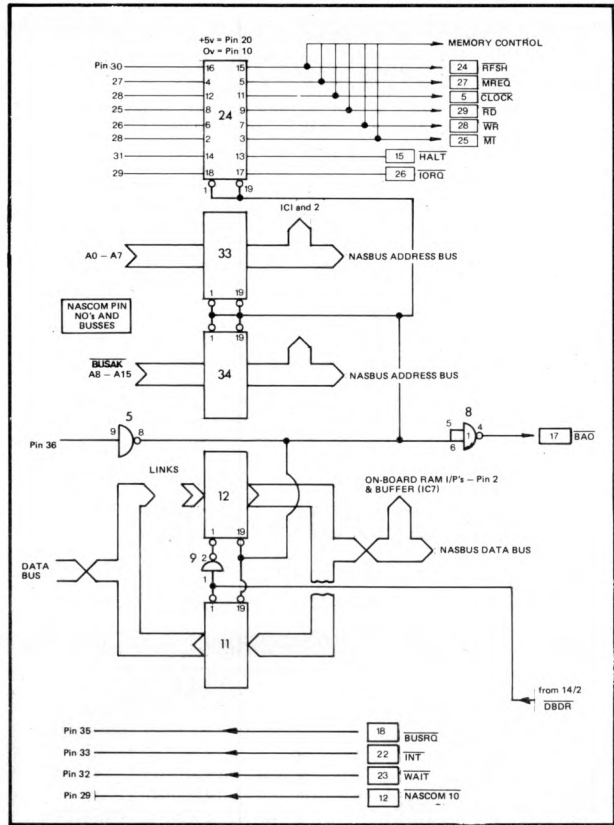 +5v = Pin 20
0v = Pin 10
MEMORY CONTROL
Pin 30 16 15 24 RFSH
27 4 5 27 MREQ
28 12 11 5 CLOCK
25 8 9 29 RD
24
26 6 7 28 WR
28 2 3 25 MI
31 14 13 15 HALT
29 18 17 26 IORQ
1 19
ICI and 2
A0 – A7 33 NASBUS ADDRESS BUS
NASCOM PIN
NO's AND
BUSSES
1 19
1 19
BUSAK
A8 – A15 34 NASBUS ADDRESS BUS
5 8
Pin 36 9 8 5 6 1 4 17 BAO
LINKS
12
ON-BOARD RAM I/P's – Pin 2
& BUFFER (IC7)
1 19
9 2
1
NASBUS DATA BUS
DATA
BUS
1 19
11
from 14/2
DBDR
Pin 35 18 BUSRQ
Pin 33 22 INT
Pin 32 23 WAIT
Pin 29 12 NASCOM 10